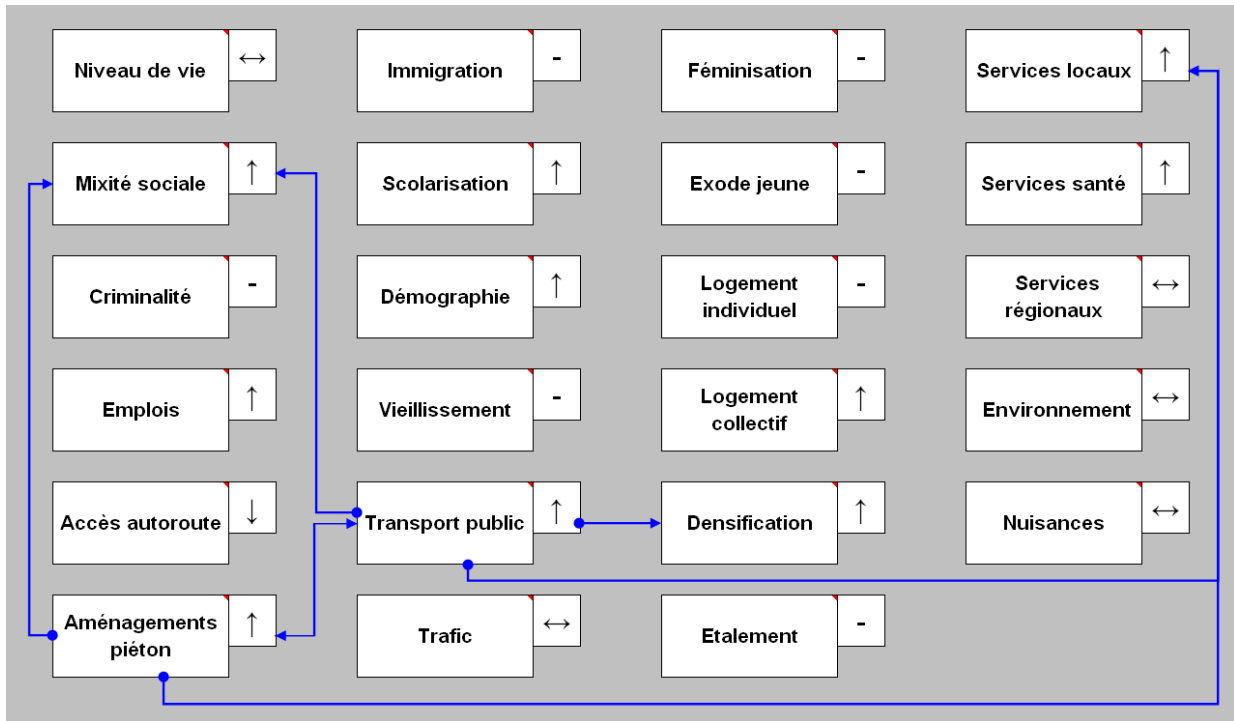 Niveau de vie ↔
Immigration -
Féminisation -
Services locaux ↑
Mixité sociale ↑
Scolarisation ↑
Exode jeune -
Services santé ↑
Criminalité -
Démographie ↑
Logement
individuel -
Services
régionaux ↔
Emplois ↑
Vieillissement -
Logement
collectif ↑
Environnement ↔
Accès autoroute ↓
Transport public ↑
Densification ↑
Nuisances ↔
Aménagements
piéton ↑
Trafic ↔
Etalement -